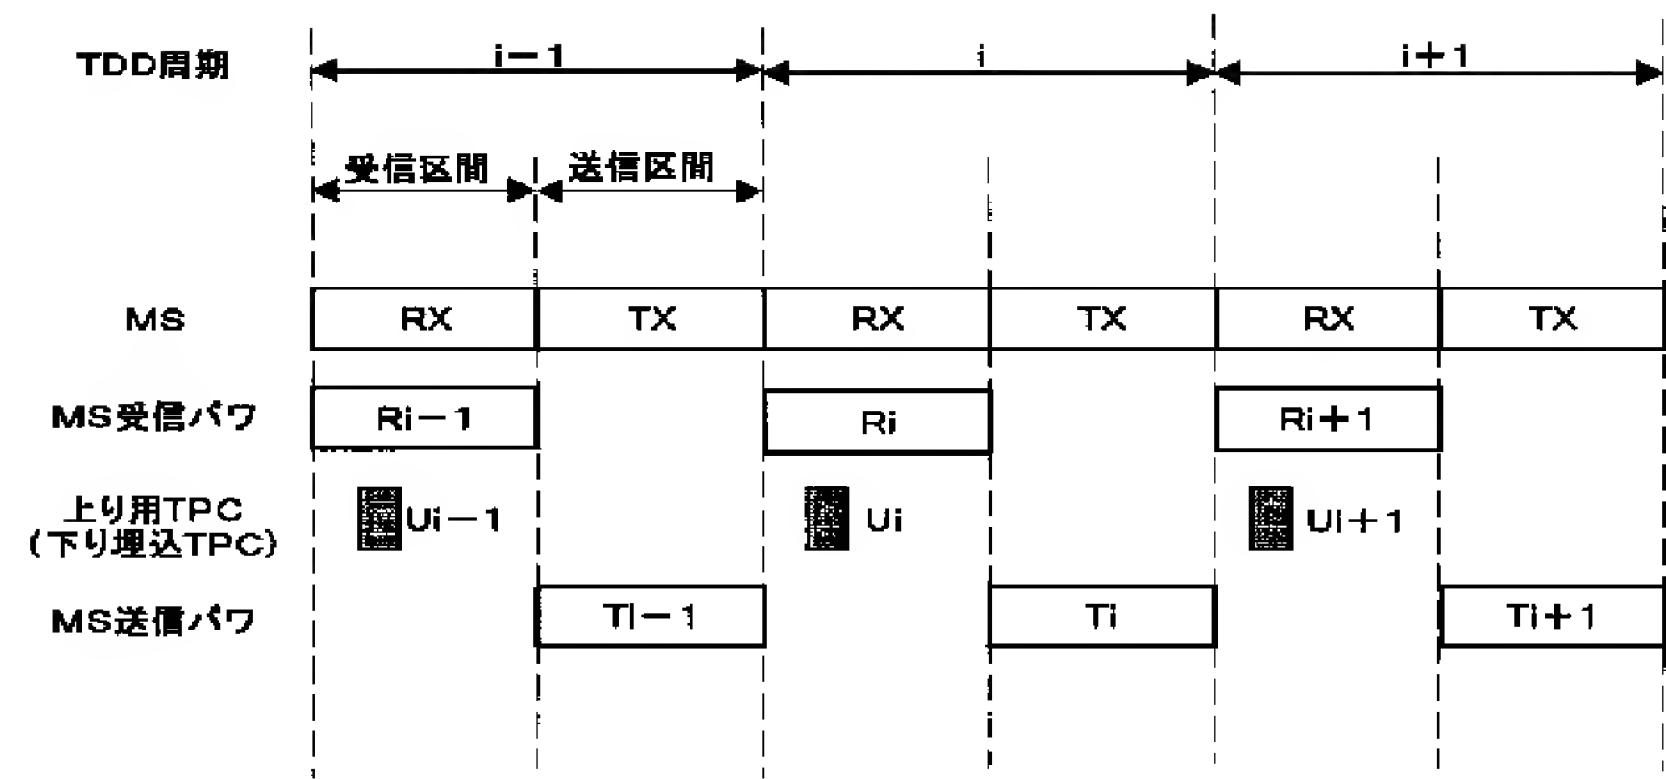 TDD周期 i−1 i i+1
受信区間 送信区間
MS RX TX RX TX RX TX
MS受信パワ Ri−1 Ri Ri+1
上り用TPC
(下り埋込TPC) Ui−1 Ui Ui+1
MS送信パワ Ti−1 Ti Ti+1